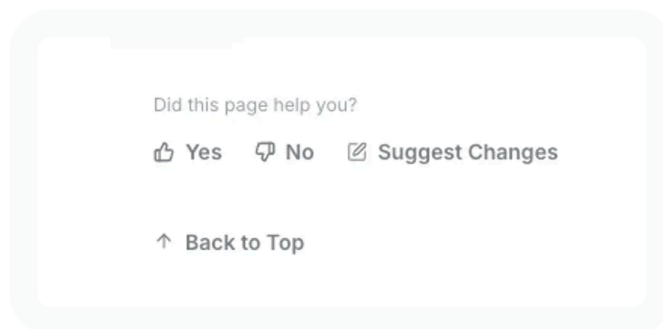 Did this page help you?
Yes No Suggest Changes
Back to Top